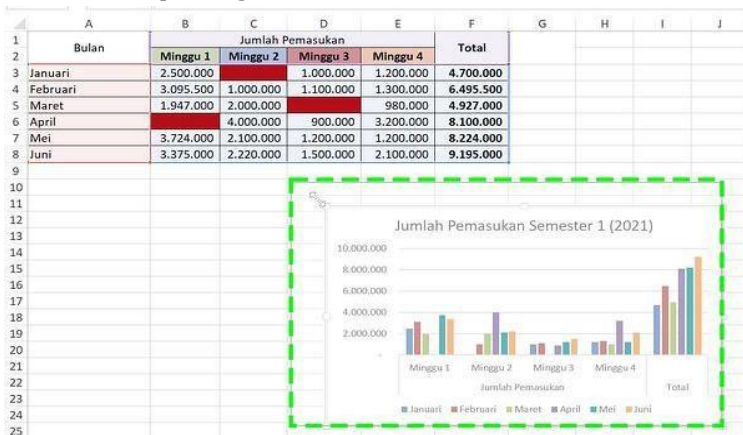 A B C D E F G H I J
1 Bulan Jumlah Pemasukan Total
2 Minggu 1 Minggu 2 Minggu 3 Minggu 4
3 Januari 2.500.000 1.000.000 1.200.000 4.700.000
4 Februari 3.095.500 1.000.000 1.100.000 1.300.000 6.495.500
5 Maret 1.947.000 2.000.000 980.000 4.927.000
6 April 4.000.000 900.000 3.200.000 8.100.000
7 Mei 3.724.000 2.100.000 1.200.000 1.200.000 8.224.000
8 Juni 3.375.000 2.220.000 1.500.000 2.100.000 9.195.000
9
10
11
12
13
14
15
16
17
18
19
20
21
22
23
24
25
Jumlah Pemasukan Semester 1 (2021)
10.000.000
8.000.000
6.000.000
4.000.000
2.000.000
-
Minggu 1 Minggu 2 Minggu 3 Minggu 4
Jumlah Pemasukan Total
Januari Februari Maret April Mei Juni